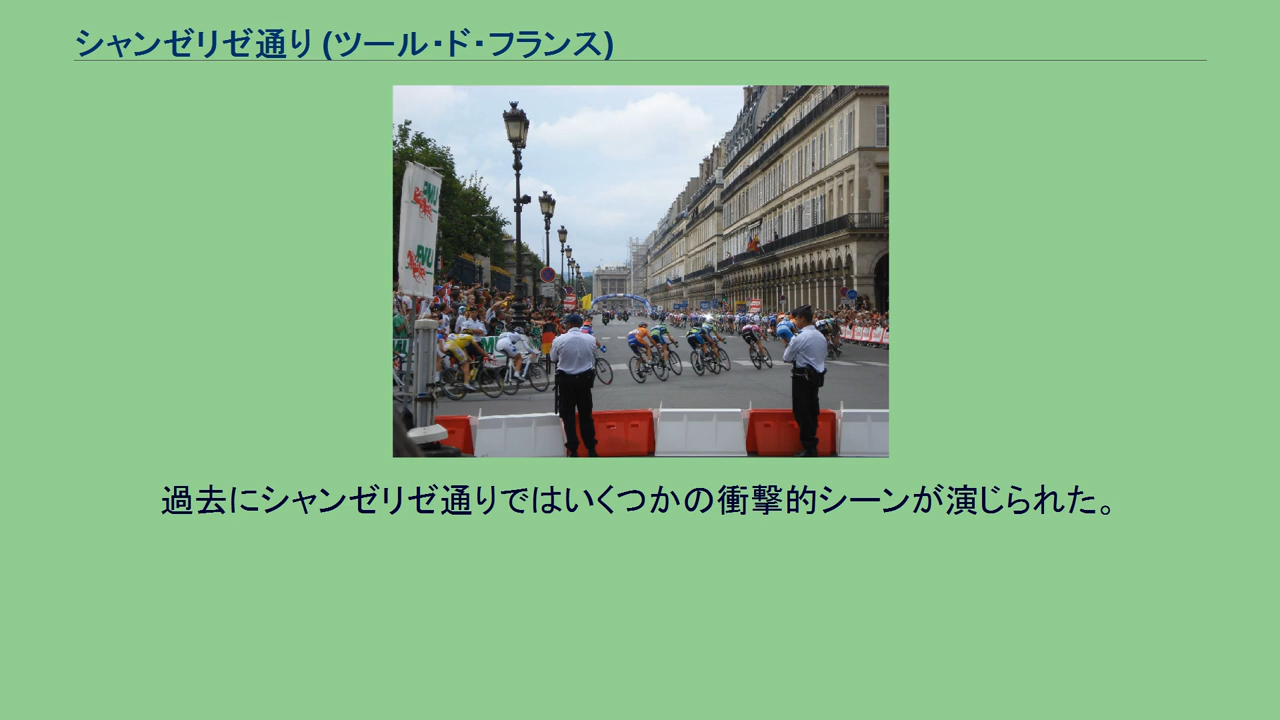 シャンゼリゼ通り (ツール・ド・フランス)
PMU
PMU
過去にシャンゼリゼ通りではいくつかの衝撃的シーンが演じられた。